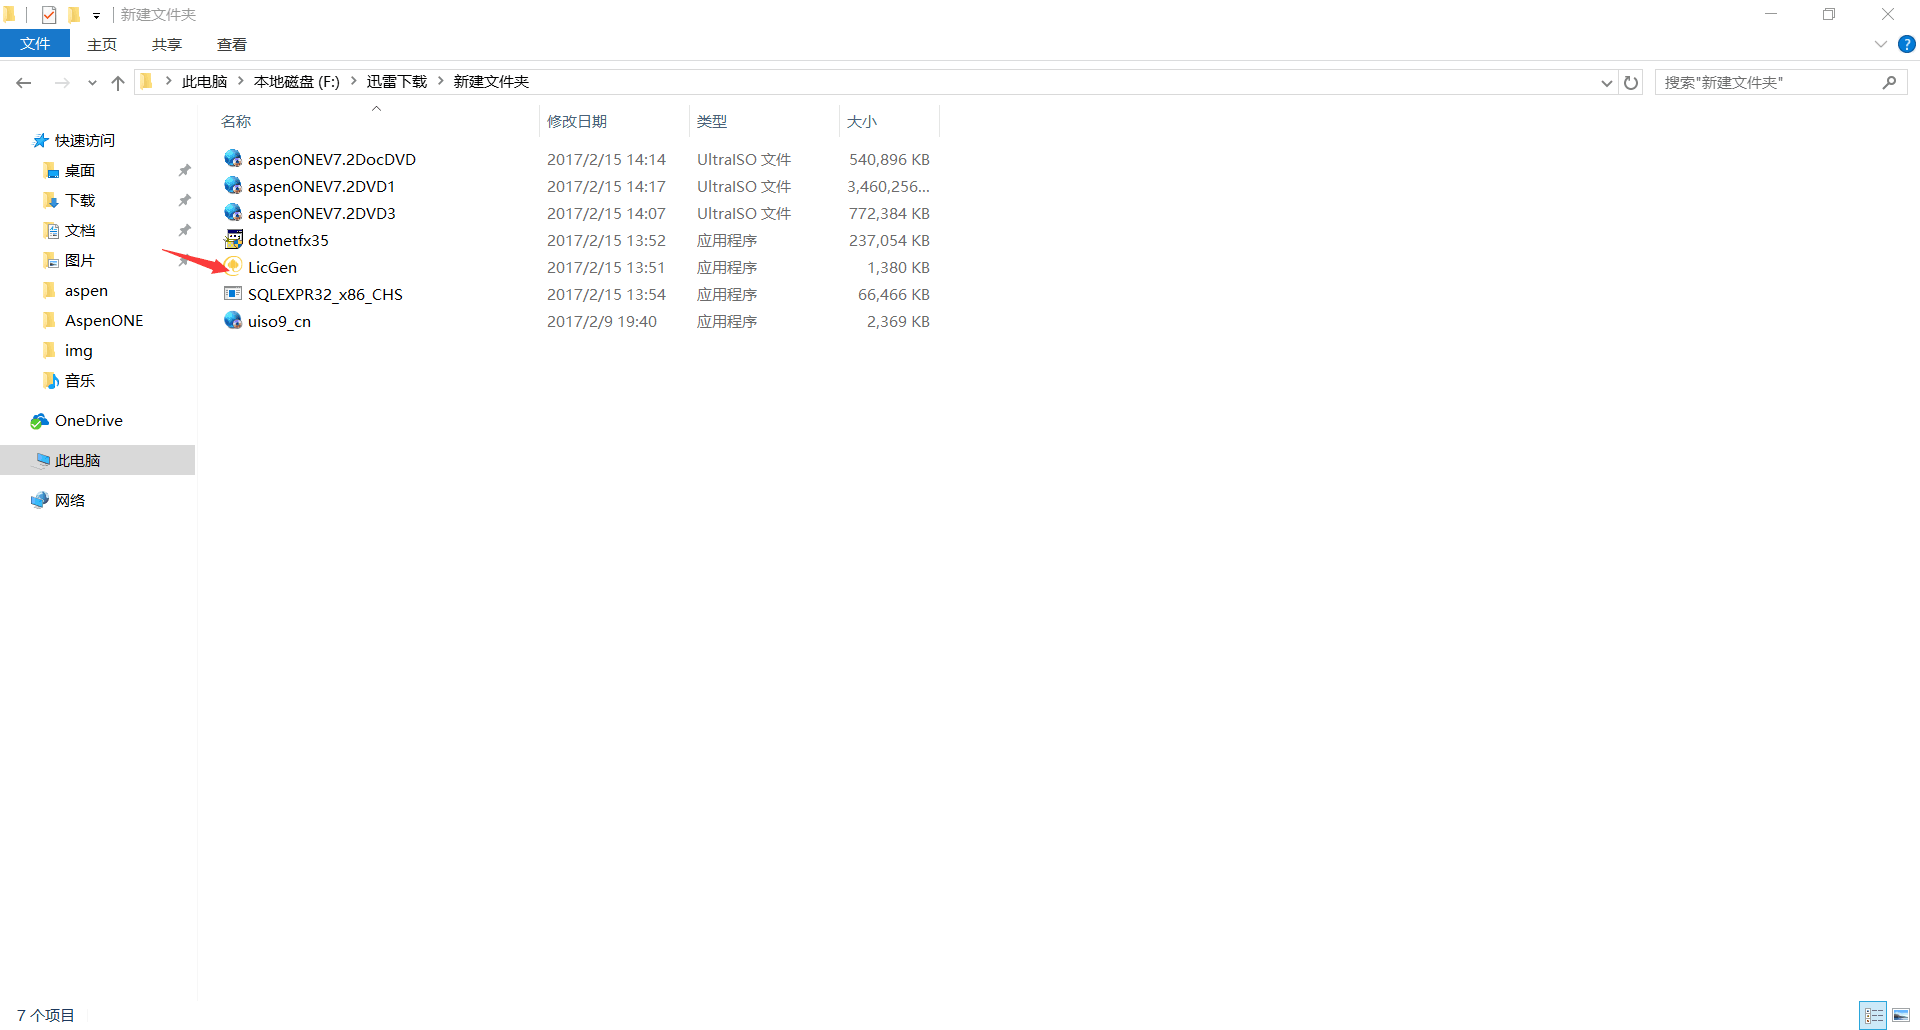 新建文件夹
文件 主页 共享 查看
此电脑 本地磁盘 (F:) 迅雷下载 新建文件夹 搜索"新建文件夹"
名称 修改日期 类型 大小
快速访问
桌面
下载
文档
图片
aspen
AspenONE
img
音乐
OneDrive
此电脑
网络
aspenONEV7.2DocDVD 2017/2/15 14:14 UltraISO 文件 540,896 KB
aspenONEV7.2DVD1 2017/2/15 14:17 UltraISO 文件 3,460,256...
aspenONEV7.2DVD3 2017/2/15 14:07 UltraISO 文件 772,384 KB
dotnetfx35 2017/2/15 13:52 应用程序 237,054 KB
LicGen 2017/2/15 13:51 应用程序 1,380 KB
SQLEXPR32_x86_CHS 2017/2/15 13:54 应用程序 66,466 KB
uiso9_cn 2017/2/9 19:40 应用程序 2,369 KB
7 个项目